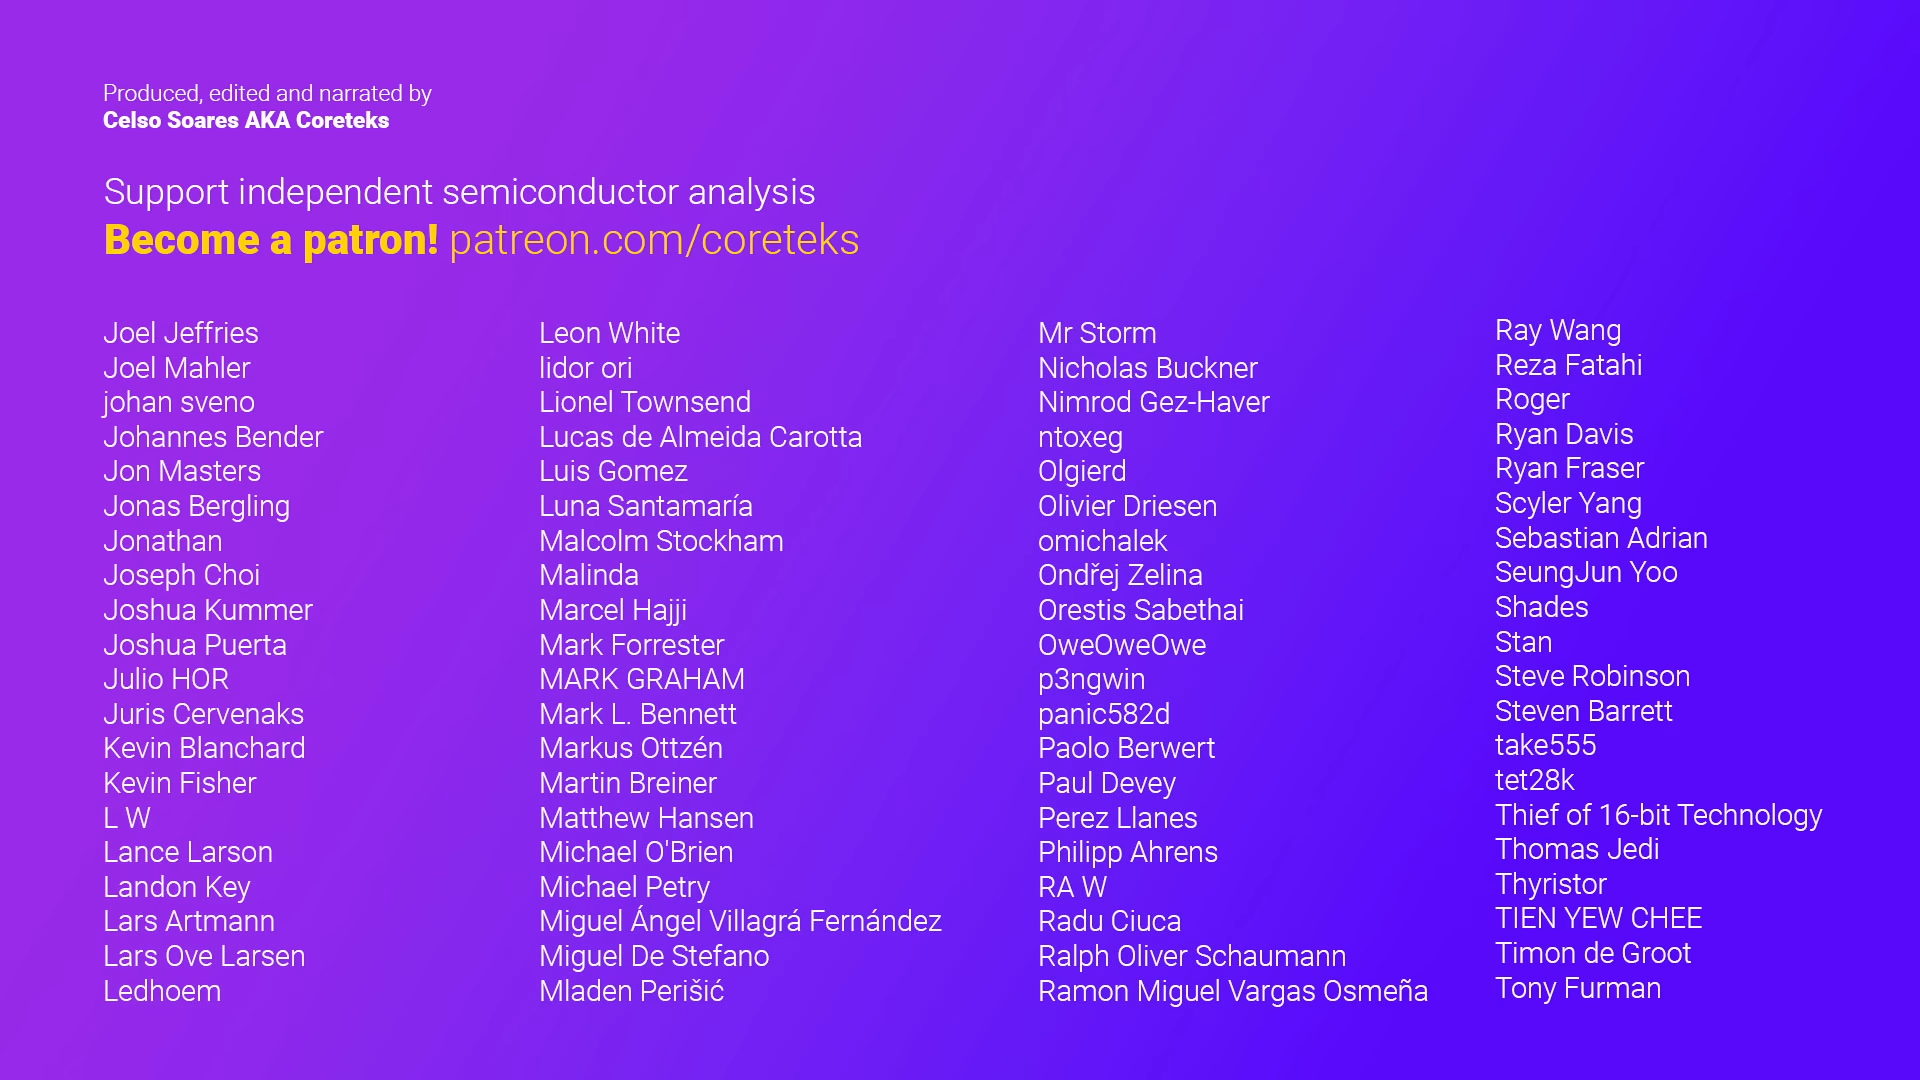 Produced, edited and narrated by
Celso Soares AKA Coreteks
Support independent semiconductor analysis
Become a patron! patreon.com/coreteks
Joel Jeffries
Joel Mahler
johan sveno
Johannes Bender
Jon Masters
Jonas Bergling
Jonathan
Joseph Choi
Joshua Kummer
Joshua Puerta
Julio HOR
Juris Cervenaks
Kevin Blanchard
Kevin Fisher
L W
Lance Larson
Landon Key
Lars Artmann
Lars Ove Larsen
Ledhoem
Leon White
lidor ori
Lionel Townsend
Lucas de Almeida Carotta
Luis Gomez
Luna Santamaría
Malcolm Stockham
Malinda
Marcel Hajji
Mark Forrester
MARK GRAHAM
Mark L. Bennett
Markus Ottzén
Martin Breiner
Matthew Hansen
Michael O'Brien
Michael Petry
Miguel Ángel Villagrá Fernández
Miguel De Stefano
Mladen Perišić
Mr Storm
Nicholas Buckner
Nimrod Gez-Haver
ntoxeg
Olgierd
Olivier Driesen
omichalek
Ondřej Zelina
Orestis Sabethai
OweOweOwe
p3ngwin
panic582d
Paolo Berwert
Paul Devey
Perez Llanes
Philipp Ahrens
RA W
Radu Ciuca
Ralph Oliver Schaumann
Ramon Miguel Vargas Osmeña
Ray Wang
Reza Fatahi
Roger
Ryan Davis
Ryan Fraser
Scyler Yang
Sebastian Adrian
SeungJun Yoo
Shades
Stan
Steve Robinson
Steven Barrett
take555
tet28k
Thief of 16-bit Technology
Thomas Jedi
Thyristor
TIEN YEW CHEE
Timon de Groot
Tony Furman